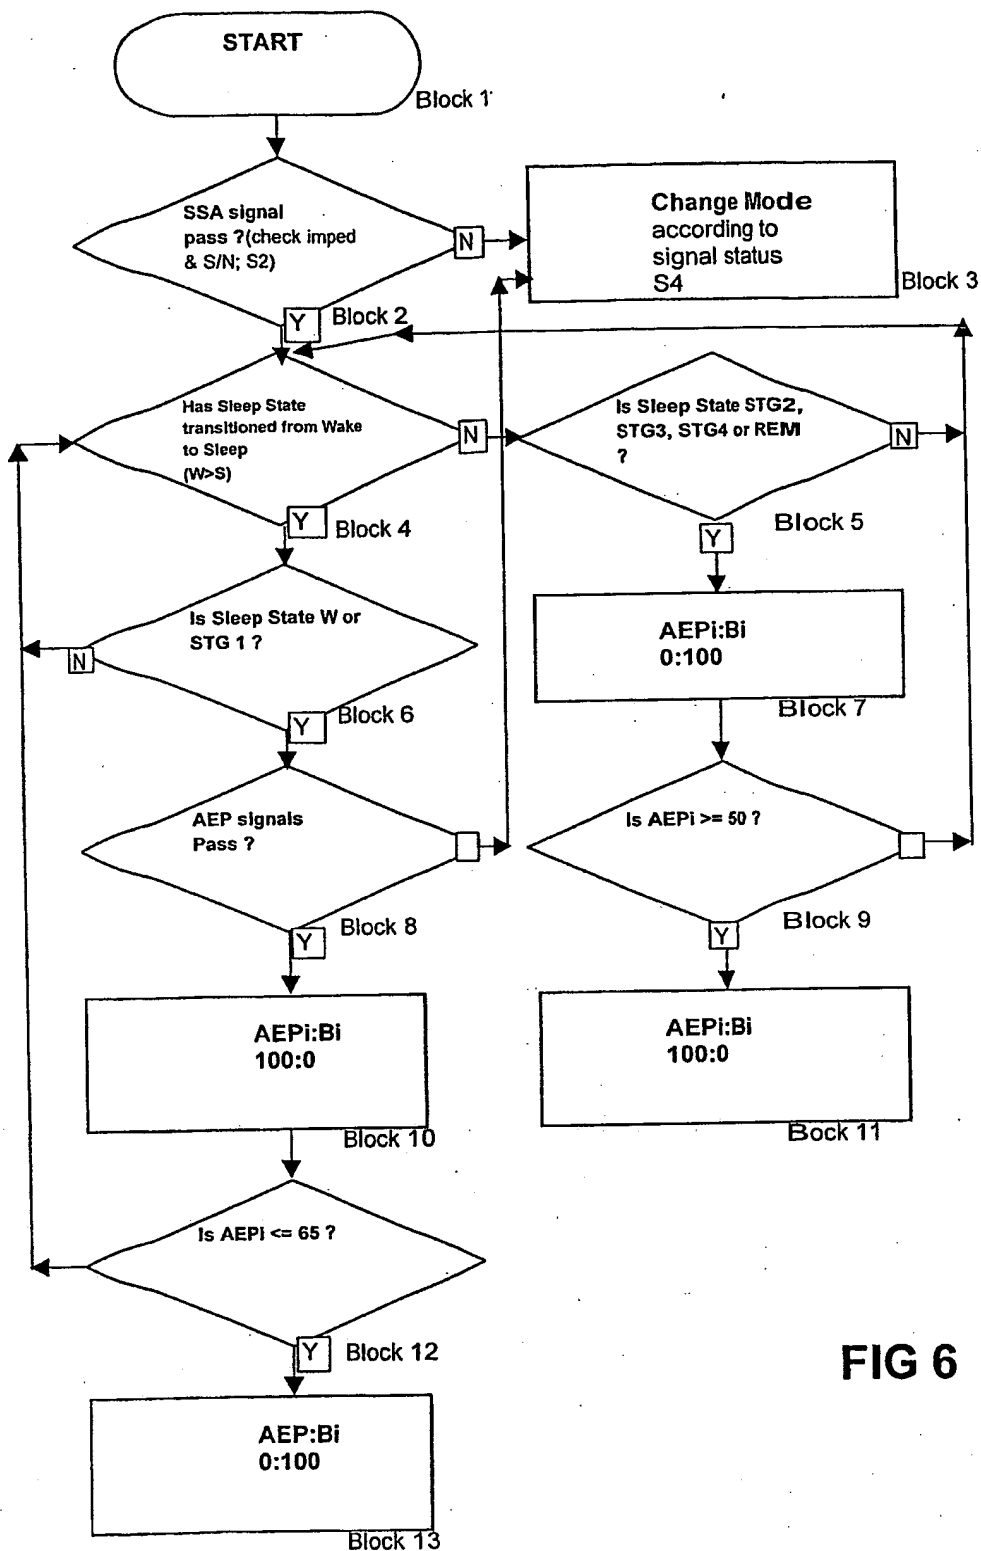 START
Block 1
SSA signal
pass ?(check imped
& S/N; S2)
N
Y
Block 2
Change Mode
according to
signal status
S4
Block 3
Has Sleep State
transitioned from Wake
to Sleep
(W>S)
N
Y
Block 4
Is Sleep State STG2,
STG3, STG4 or REM
?
N
Y
Block 5
Is Sleep State W or
STG 1 ?
N
Y
Block 6
AEPi:Bi
0:100
Block 7
AEP signals
Pass ?
Y
Block 8
Is AEPi >= 50 ?
Y
Block 9
AEPi:Bi
100:0
Block 10
AEPi:Bi
100:0
Bock 11
Is AEPi <= 65 ?
Y
Block 12
AEP:Bi
0:100
Block 13
FIG 6